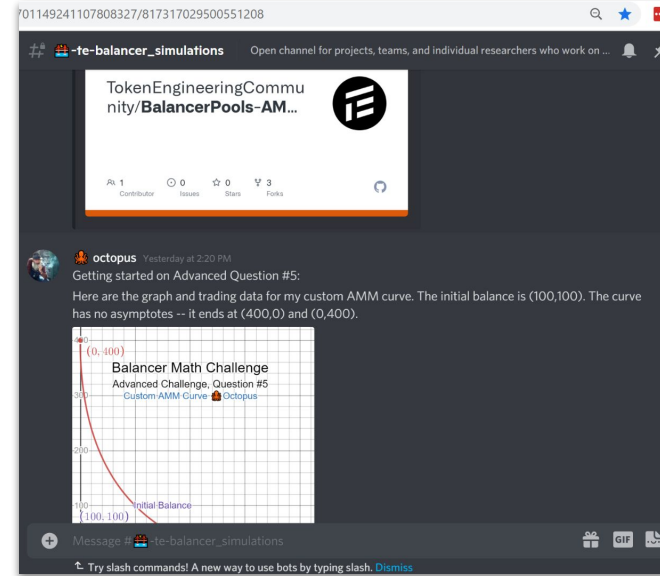 701149241107808327/817317029500551208
-te-balancer_simulations Open channel for projects, teams, and individual researchers who work on ...
TokenEngineeringCommu
nity/BalancerPools-AM...
1 0 0 3
Contributor Issues Stars Forks
octopus Yesterday at 2:20 PM
Getting started on Advanced Question #5:
Here are the graph and trading data for my custom AMM curve. The initial balance is (100,100). The curve
has no asymptotes -- it ends at (400,0) and (0,400).
400
(0, 400)
Balancer Math Challenge
Advanced Challenge, Question #5
300
Custom AMM Curve Octopus
200
100
Initial Balance
(100, 100)
Message # -te-balancer_simulations
GIF
Try slash commands! A new way to use bots by typing slash. Dismiss